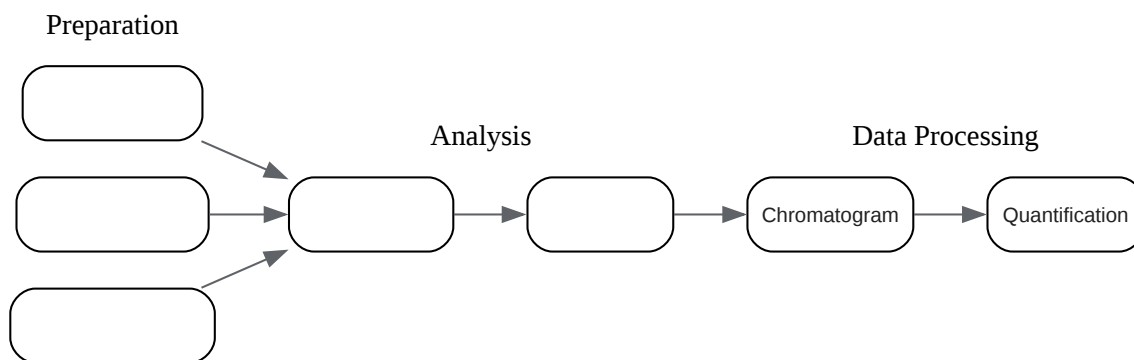 Preparation
Analysis
Data Processing
Chromatogram
Quantification